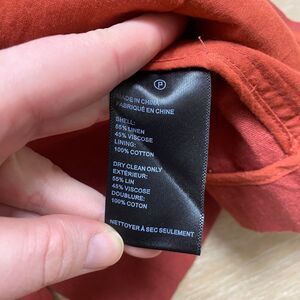 P
MADE IN CHINA
FABRIQUÉ EN CHINE
SHELL:
55% LINEN
45% VISCOSE
LINING:
100% COTTON
DRY CLEAN ONLY
EXTÉRIEUR:
55% LIN
45% VISCOSE
DOUBLURE:
100% COTON
NETTOYER À SEC SEULEMENT